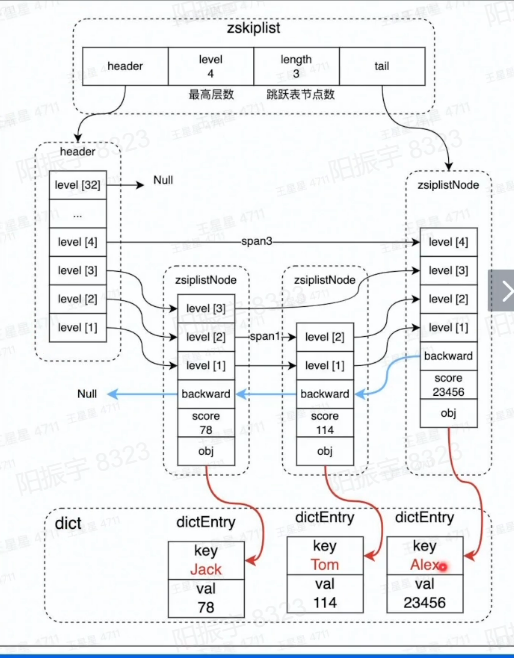 zskiplist
header
level
4
length
3
tail
最高层数
跳跃表节点数
header
level [32]
Null
...
level [4]
level [3]
level [2]
level [1]
span3
zsiplistNode
level [4]
level [3]
level [2]
level [1]
backward
score
23456
obj
zsiplistNode
level [3]
level [2]
level [1]
backward
score
78
obj
span1
zsiplistNode
level [2]
level [1]
backward
score
114
obj
Null
dict
dictEntry
key
Jack
val
78
dictEntry
key
Tom
val
114
dictEntry
key
Alex
val
23456
阳振宇 8323
王星星 4711